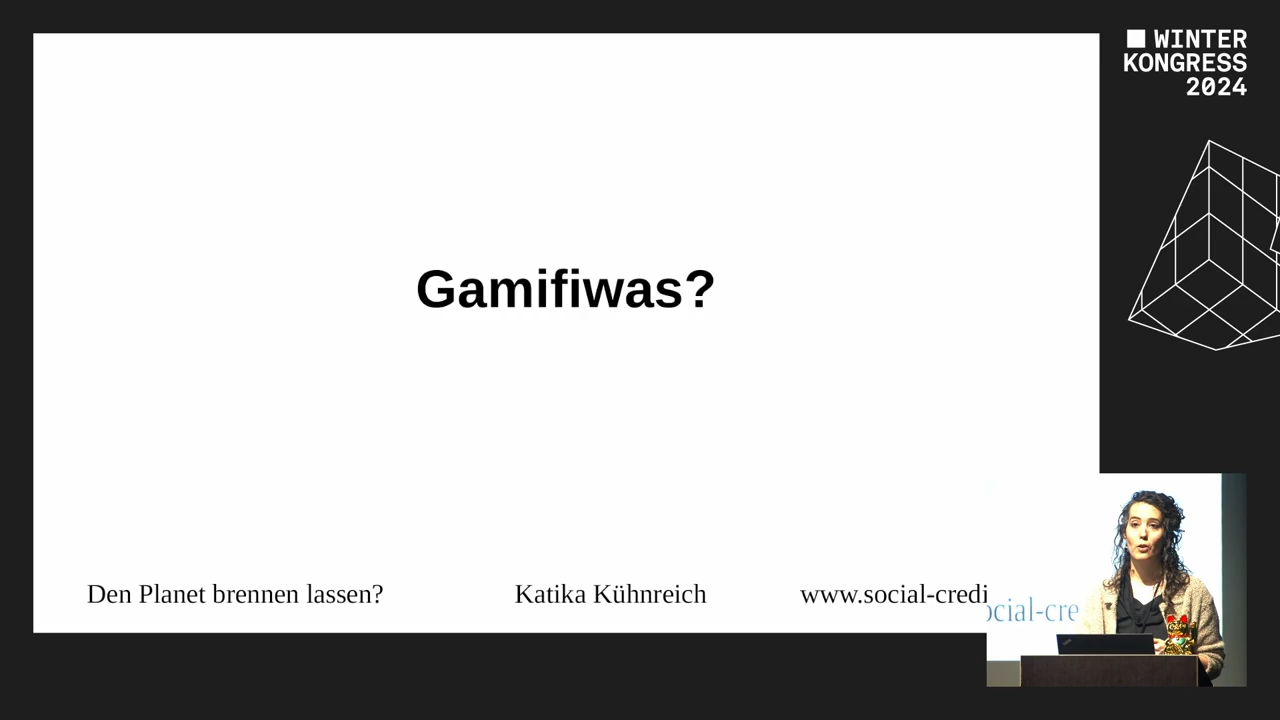 WINTER
KONGRESS
2024
Gamifiwas?
Den Planet brennen lassen?
Katika Kühnreich
www.social-credi
ocial-cre